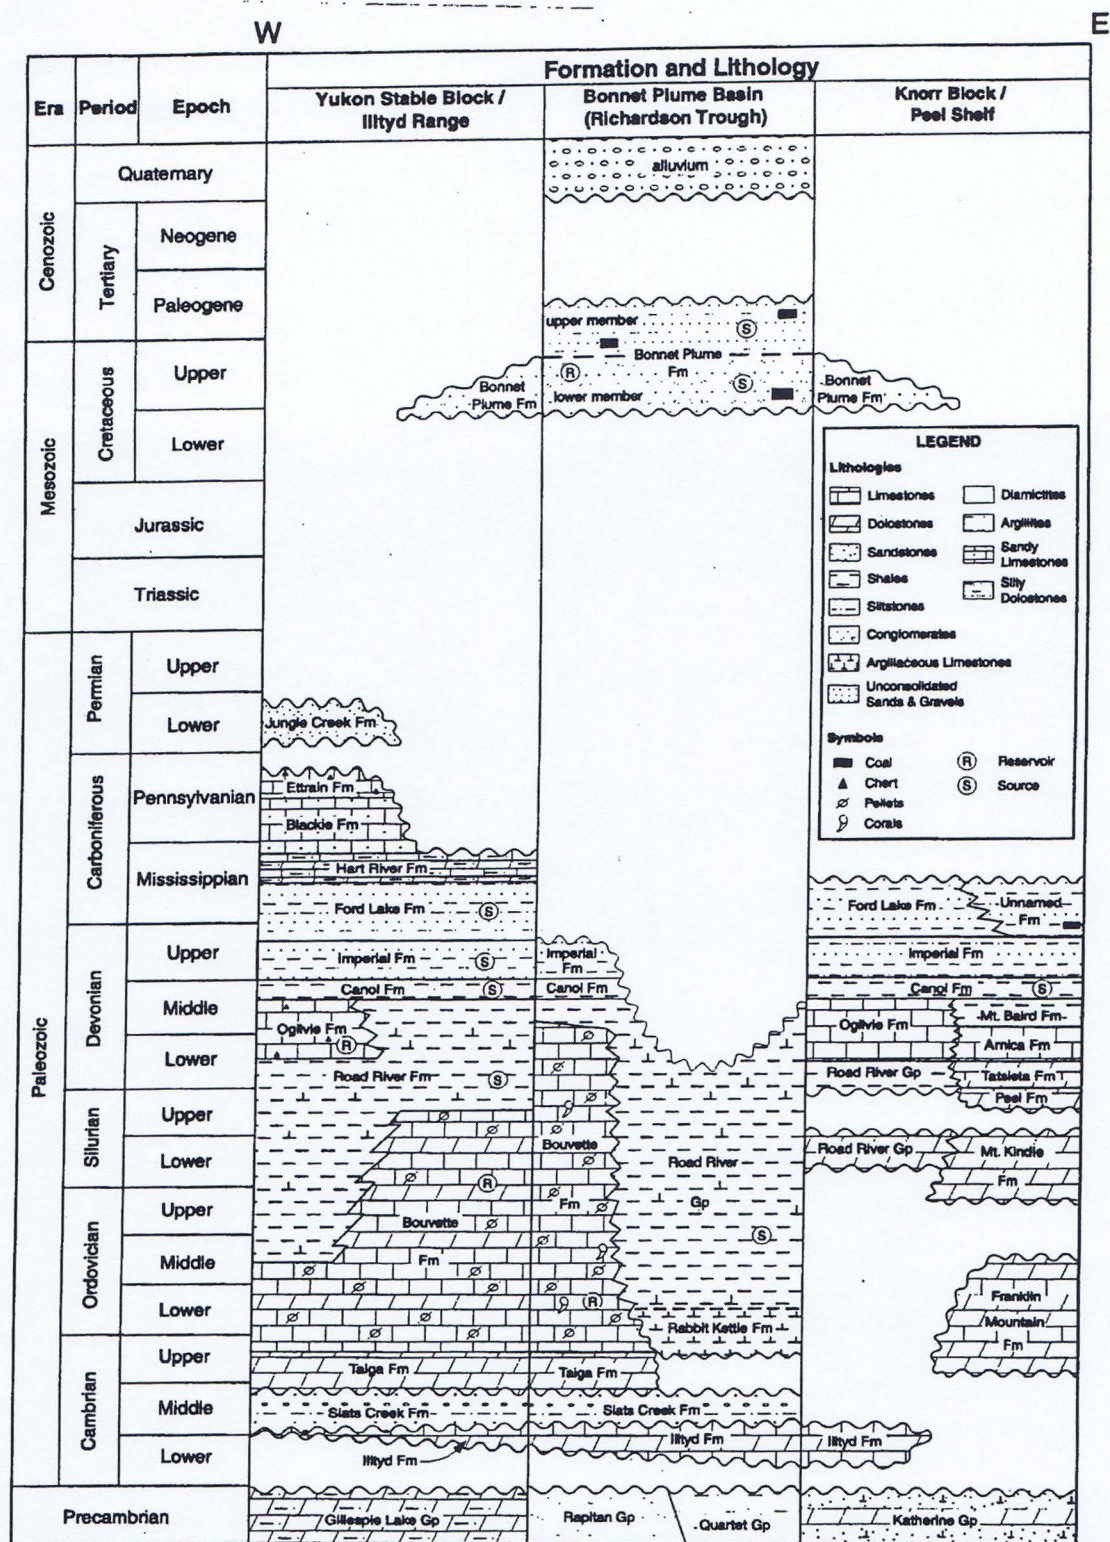 W
E
Formation and Lithology
Era
Period
Epoch
Yukon Stable Block /
Illtyd Range
Bonnet Plume Basin
(Richardson Trough)
Knorr Block /
Peel Shelf
Cenozoic
Quaternary
Tertiary
Neogene
Paleogene
Mesozoic
Cretaceous
Upper
Lower
Jurassic
Triassic
Paleozoic
Permian
Upper
Lower
Carboniferous
Pennsylvanian
Mississippian
Devonian
Upper
Middle
Lower
Silurian
Upper
Lower
Ordovician
Upper
Middle
Lower
Cambrian
Upper
Middle
Lower
Precambrian
Bonnet
Plume Fm
Jungle Creek Fm
Ettrain Fm
Blackie Fm
Hart River Fm
Ford Lake Fm
S
Imperial Fm
S
Canol Fm
S
Ogilvie Fm
R
Road River Fm
S
R
Bouvette
Fm
Taiga Fm
Slats Creek Fm
Illtyd Fm
Gillespie Lake Gp
alluvium
upper member
S
Bonnet Plume
Fm
R
S
lower member
Imperial
Fm
Canol Fm
Bouvette
Fm
R
Road River
Gp
S
Rabbit Kettle Fm
Taiga Fm
Slats Creek Fm
Illtyd Fm
Rapitan Gp
Quartet Gp
Bonnet
Plume Fm
Ford Lake Fm
Unnamed
Fm
Imperial Fm
Canol Fm
S
Ogilvie Fm
Mt. Baird Fm
Arnica Fm
Road River Gp
Tatsieta Fm
Peel Fm
Road River Gp
Mt. Kindle
Fm
Franklin
Mountain
Fm
Illtyd Fm
Katherine Gp
LEGEND
Lithologies
Limestones
Dolostones
Sandstones
Shales
Siltstones
Conglomerates
Argillaceous Limestones
Unconsolidated
Sands & Gravels
Diamictites
Argillites
Sandy
Limestones
Silty
Dolostones
Symbols
Coal
Chert
Pellets
Corals
R
Reservoir
S
Source